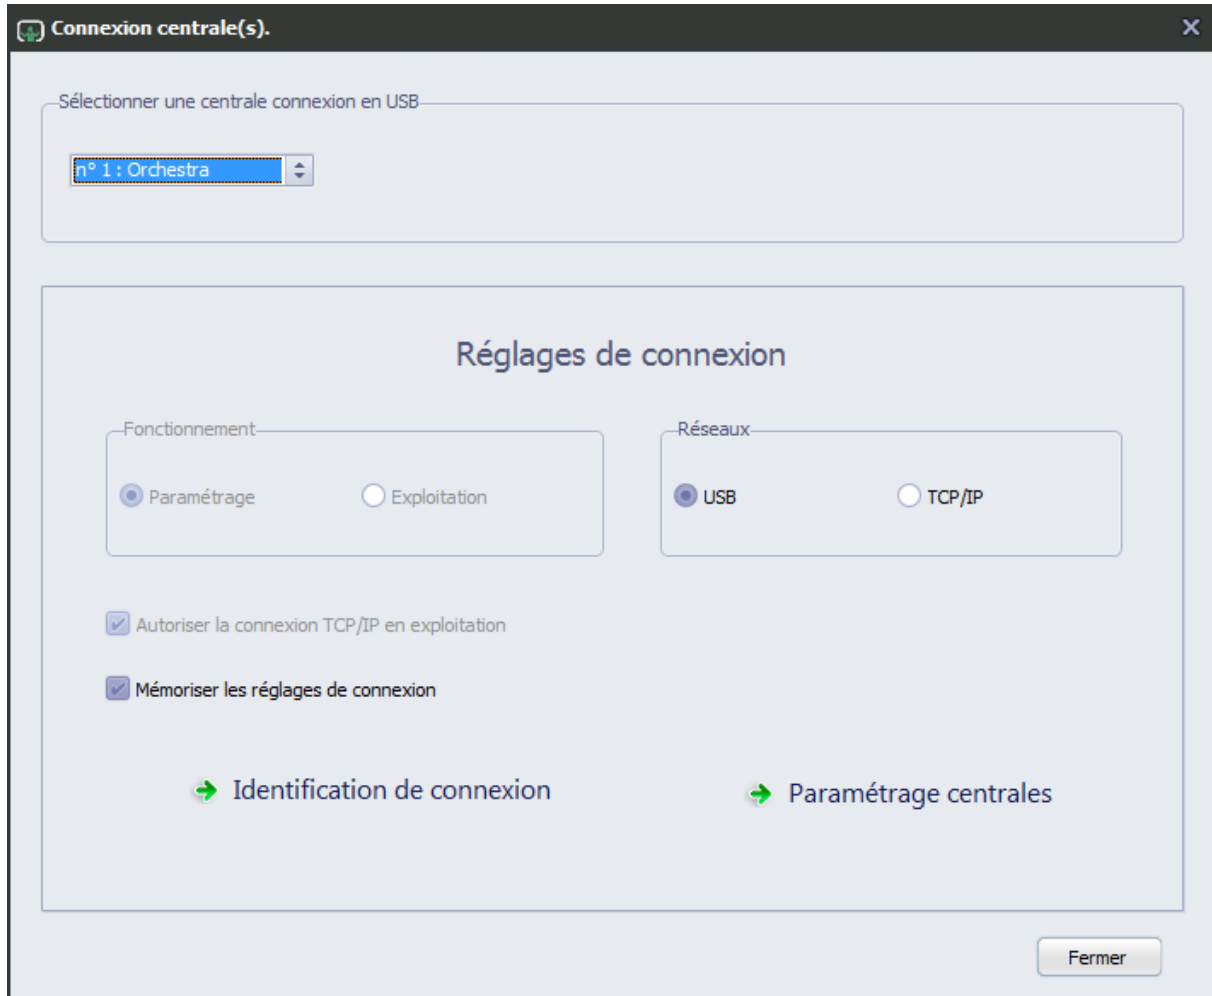 Connexion centrale(s).
Sélectionner une centrale connexion en USB
n° 1 : Orchestra
Réglages de connexion
Fonctionnement
Réseaux
Paramétrage
Exploitation
USB
TCP/IP
Autoriser la connexion TCP/IP en exploitation
Mémoriser les réglages de connexion
Identification de connexion
Paramétrage centrales
Fermer